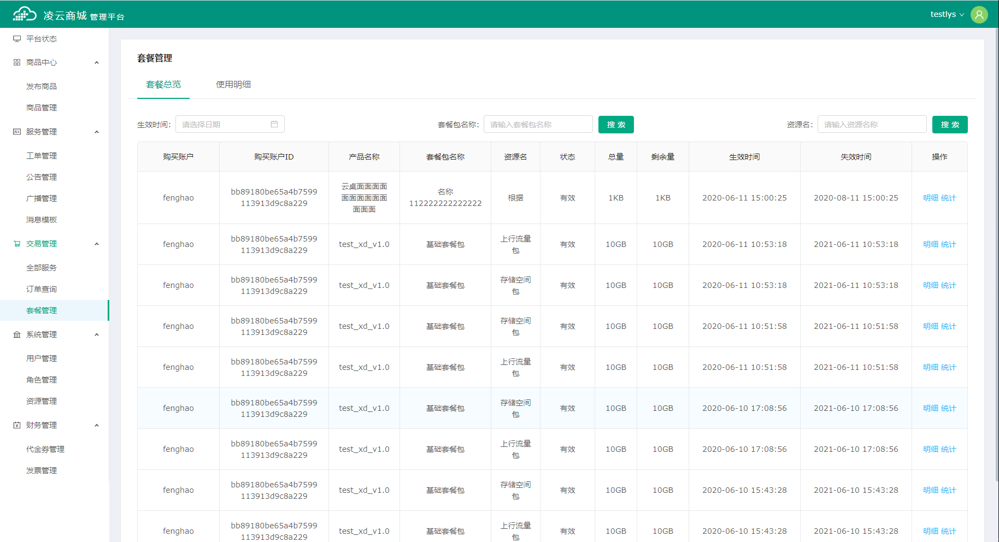 凌云商城 管理平台
testlys
平台状态
商品中心
发布商品
商品管理
服务管理
工单管理
公告管理
广播管理
消息模板
交易管理
全部服务
订单查询
套餐管理
系统管理
用户管理
角色管理
资源管理
财务管理
代金券管理
发票管理
套餐管理
套餐总览 使用明细
生效时间: 请选择日期 套餐包名称: 请输入套餐包名称 搜 索 资源名: 请输入资源名称 搜 索
购买账户 购买账户ID 产品名称 套餐包名称 资源名 状态 总量 剩余量 生效时间 失效时间 操作
云桌面面面面
bb89180be65a4b7599 名称
fenghao 面面面面面面 根据 有效 1KB 1KB 2020-06-11 15:00:25 2020-08-11 15:00:25 明细 统计
113913d9c8a229 112222222222222
面面面
bb89180be65a4b7599 上行流量
fenghao test_xd_v1.0 基础套餐包 有效 10GB 10GB 2020-06-11 10:53:18 2021-06-11 10:53:18 明细 统计
113913d9c8a229 包
bb89180be65a4b7599 存储空间
fenghao test_xd_v1.0 基础套餐包 有效 10GB 10GB 2020-06-11 10:53:18 2021-06-11 10:53:18 明细 统计
113913d9c8a229 包
bb89180be65a4b7599 存储空间
fenghao test_xd_v1.0 基础套餐包 有效 10GB 10GB 2020-06-11 10:51:58 2021-06-11 10:51:58 明细 统计
113913d9c8a229 包
bb89180be65a4b7599 上行流量
fenghao test_xd_v1.0 基础套餐包 有效 10GB 10GB 2020-06-11 10:51:58 2021-06-11 10:51:58 明细 统计
113913d9c8a229 包
bb89180be65a4b7599 存储空间
fenghao test_xd_v1.0 基础套餐包 有效 10GB 10GB 2020-06-10 17:08:56 2021-06-10 17:08:56 明细 统计
113913d9c8a229 包
bb89180be65a4b7599 上行流量
fenghao test_xd_v1.0 基础套餐包 有效 10GB 10GB 2020-06-10 17:08:56 2021-06-10 17:08:56 明细 统计
113913d9c8a229 包
bb89180be65a4b7599 存储空间
fenghao test_xd_v1.0 基础套餐包 有效 10GB 10GB 2020-06-10 15:43:28 2021-06-10 15:43:28 明细 统计
113913d9c8a229 包
bb89180be65a4b7599 上行流量
fenghao test_xd_v1.0 基础套餐包 有效 10GB 10GB 2020-06-10 15:43:28 2021-06-10 15:43:28 明细 统计
113913d9c8a229 包